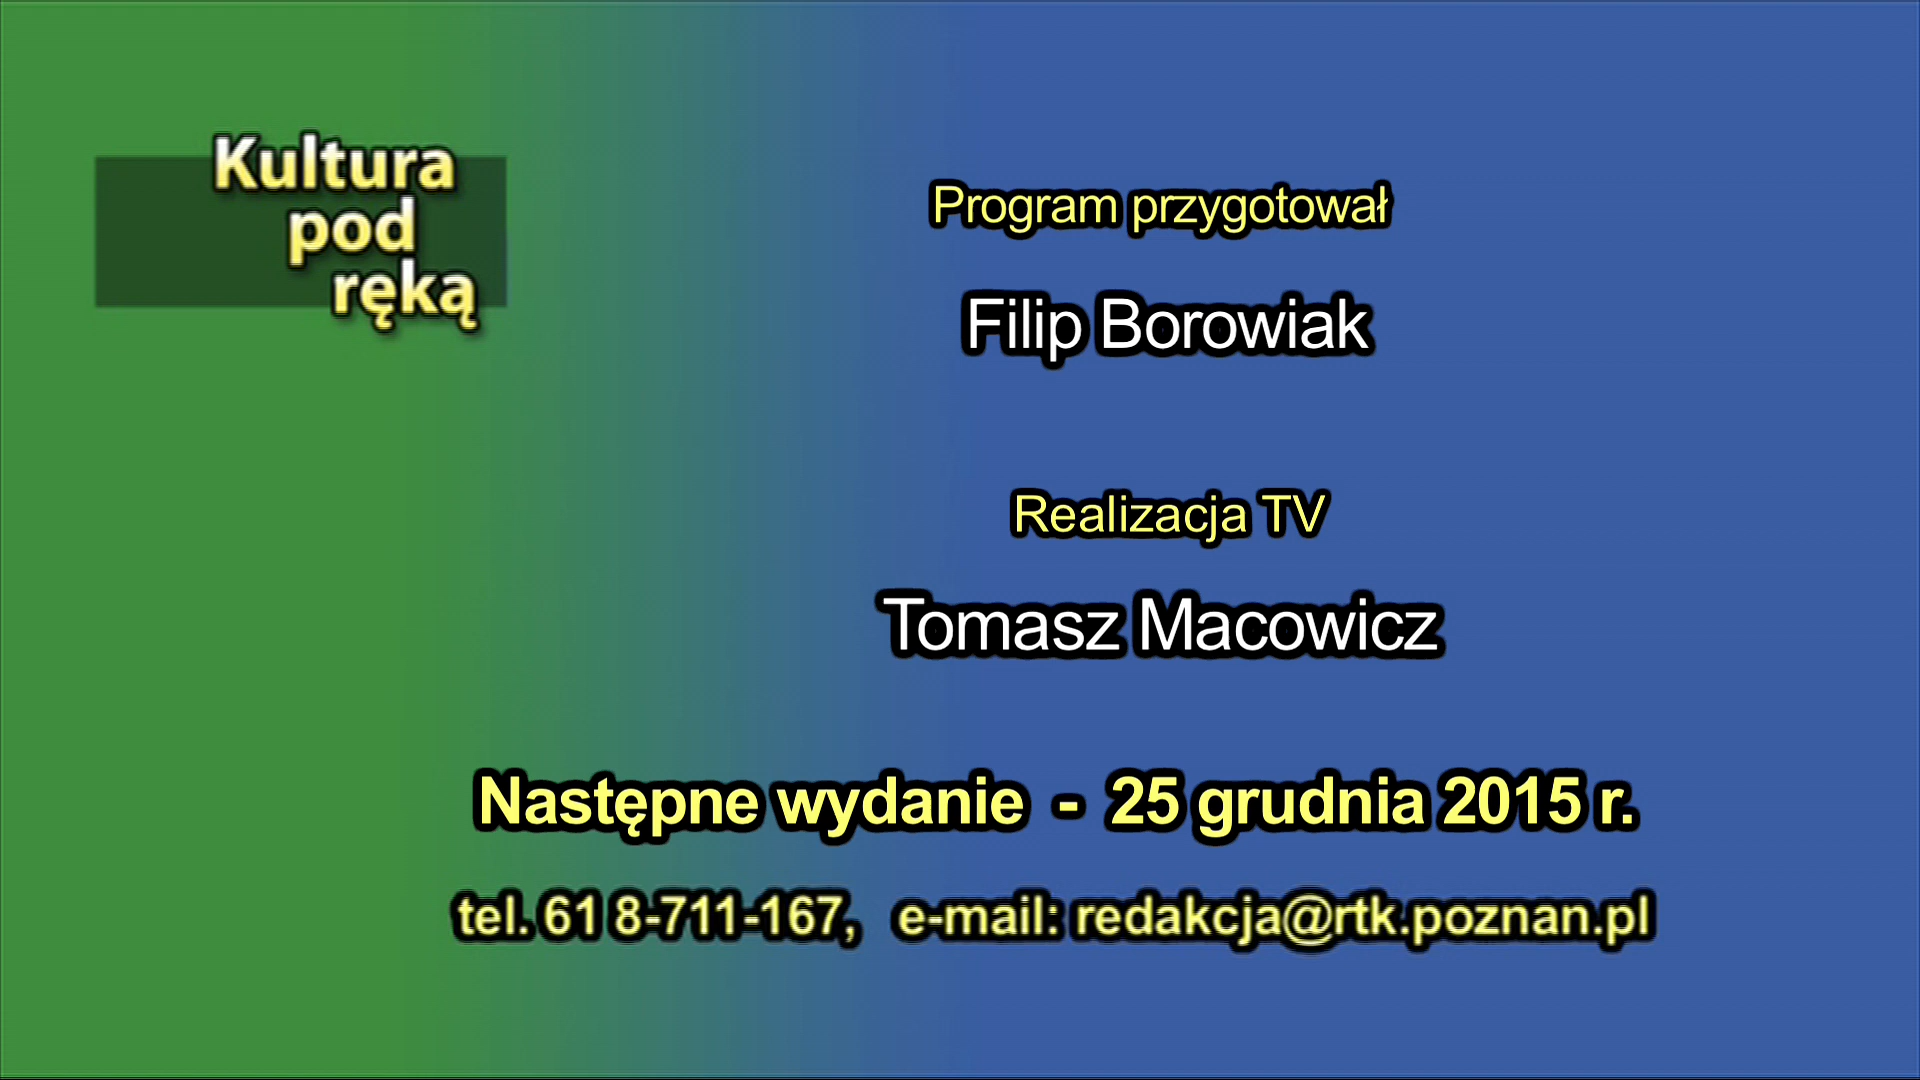 Kultura
pod
ręką
Program przygotował
Filip Borowiak
Realizacja TV
Tomasz Macowicz
Następne wydanie - 25 grudnia 2015 r.
tel. 61 8-711-167, e-mail: redakcja@rtk.poznan.pl